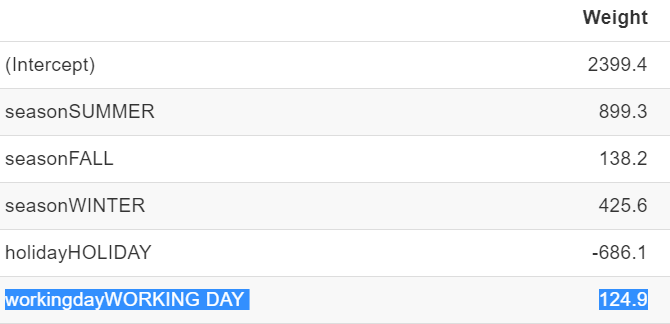 Weight
(Intercept) 2399.4
seasonSUMMER 899.3
seasonFALL 138.2
seasonWINTER 425.6
holidayHOLIDAY -686.1
workingdayWORKING DAY 124.9